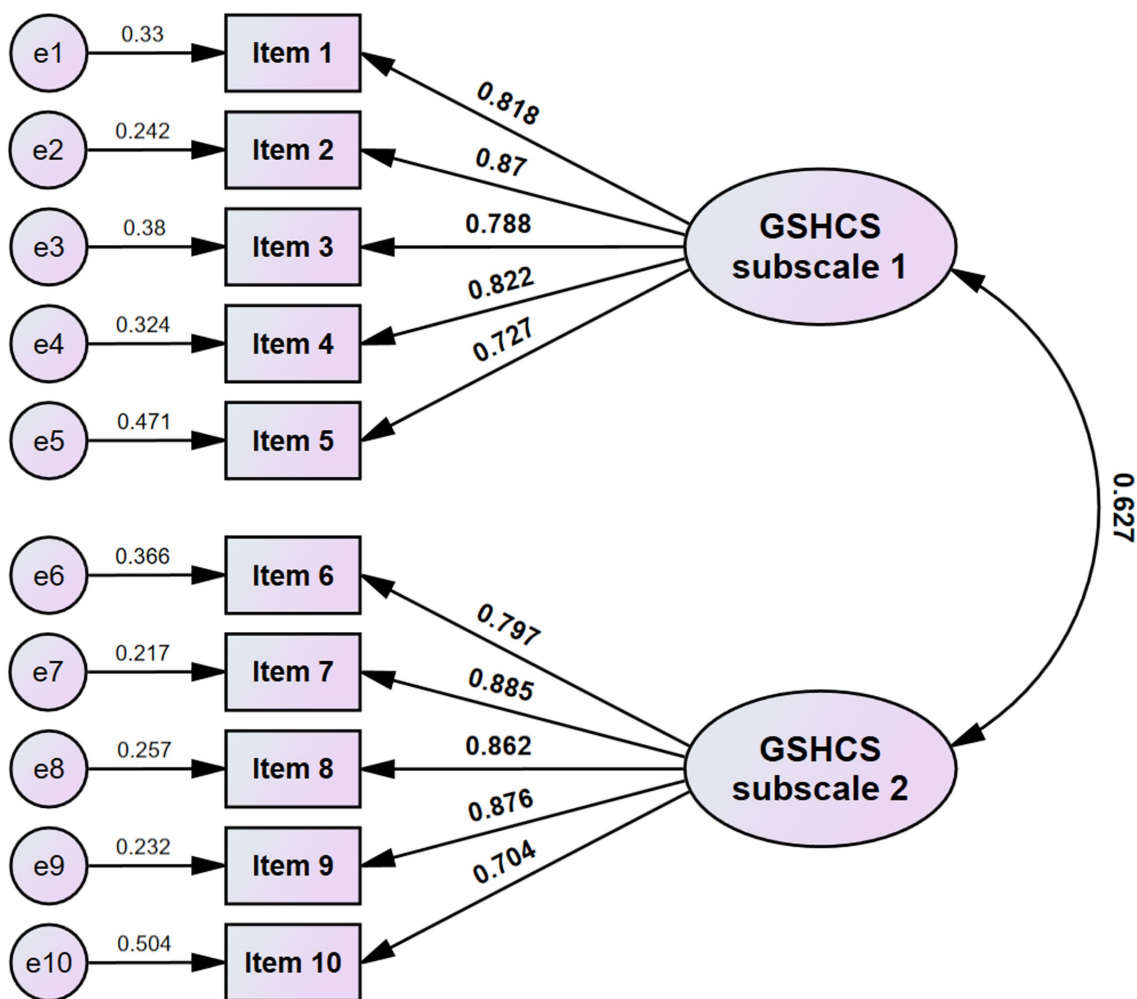 e1
0.33
Item 1
0.818
e2
0.242
Item 2
0.87
e3
0.38
Item 3
0.788
e4
0.324
Item 4
0.822
e5
0.471
Item 5
0.727
GSHCS
subscale 1
0.627
e6
0.366
Item 6
0.797
e7
0.217
Item 7
0.885
e8
0.257
Item 8
0.862
e9
0.232
Item 9
0.876
e10
0.504
Item 10
0.704
GSHCS
subscale 2